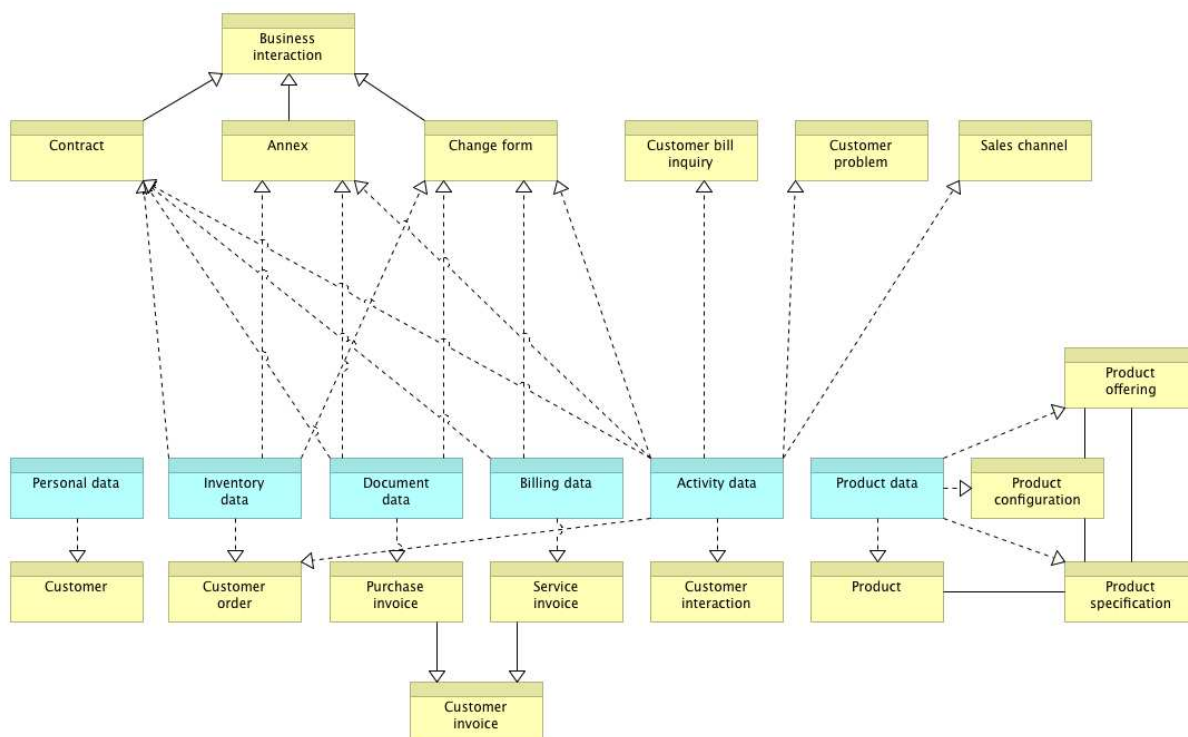 Business
interaction
Contract
Annex
Change form
Customer bill
inquiry
Customer
problem
Sales channel
Product
offering
Personal data
Inventory
data
Document
data
Billing data
Activity data
Product data
Product
configuration
Customer
Customer
order
Purchase
invoice
Service
invoice
Customer
interaction
Product
Product
specification
Customer
invoice